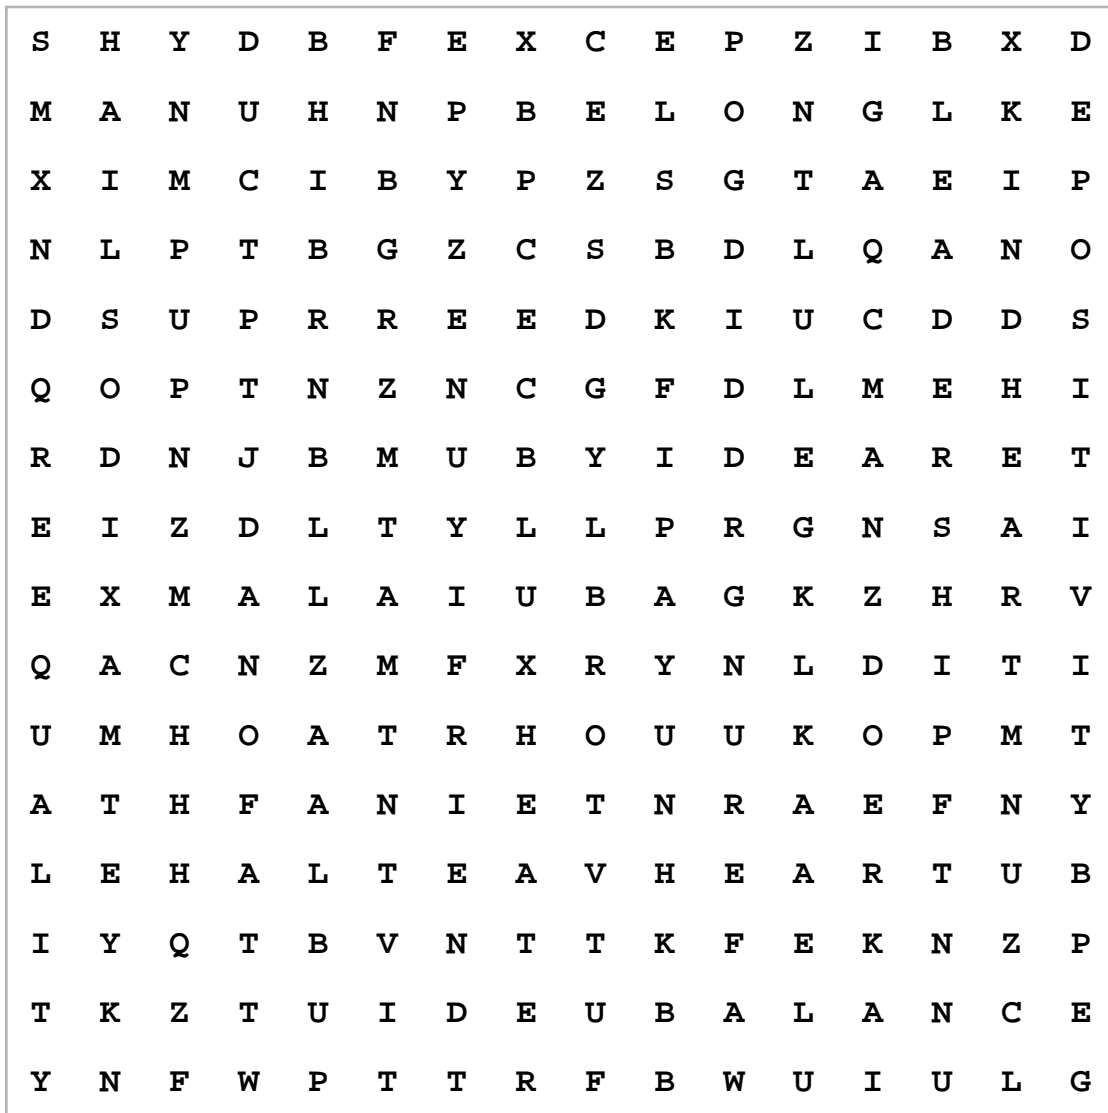 S H Y D B F E X C E P Z I B X D
M A N U H N P B E L O N G L K E
X I M C I B Y P Z S G T A E I P
N L P T B G Z C S B D L Q A N O
D S U P R R E E D K I U C D D S
Q O P T N Z N C G F D L M E H I
R D N J B M U B Y I D E A R E T
E I Z D L T Y L L P R G N S A I
E X M A L A I U B A G K Z H R V
Q A C N Z M F X R Y N L D I T I
U M H O A T R H O U U K O P M T
A T H F A N I E T N R A E F N Y
L E H A L T E A V H E A R T U B
I Y Q T B V N T T K F E K N Z P
T K Z T U I D E U B A L A N C E
Y N F W P T T R F B W U I U L G